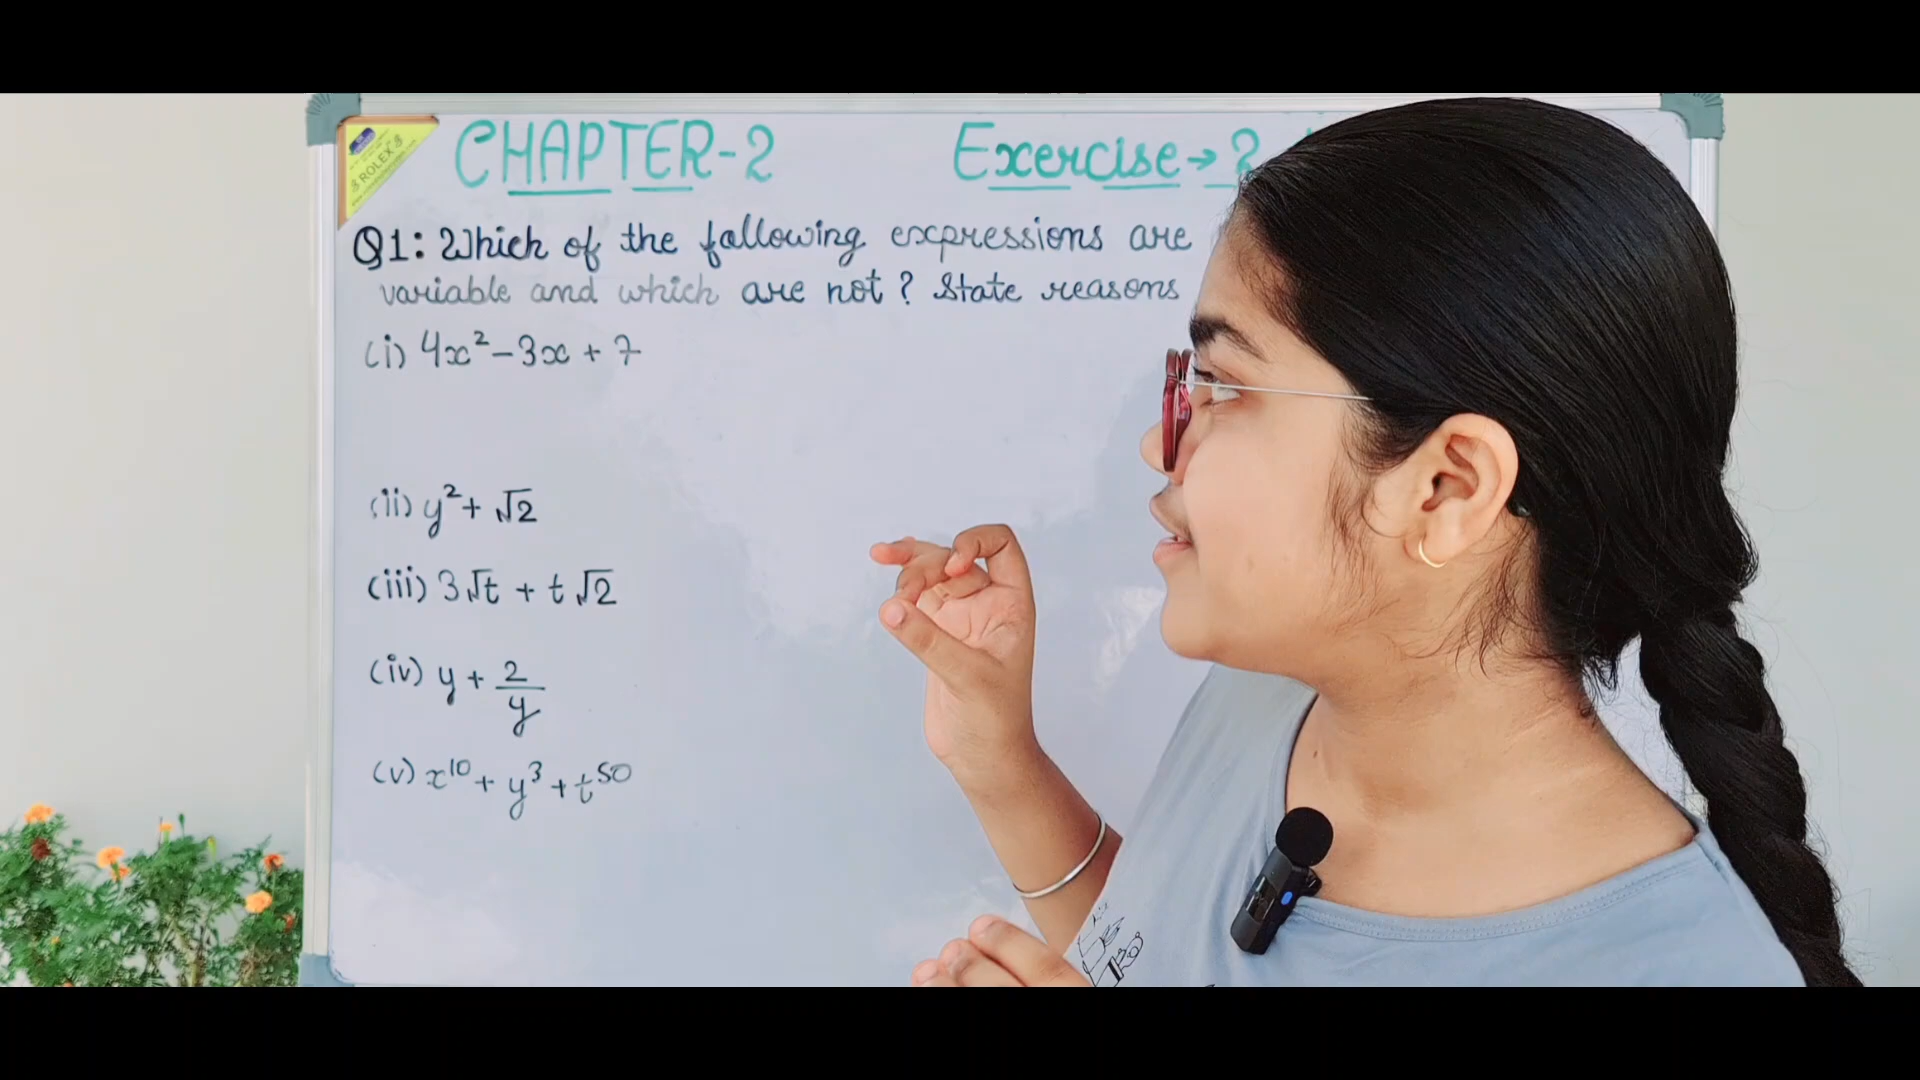 CHAPTER-2 Exercise→ 2
ROLEX
Q1: Which of the following expressions are
variable and which are not? State reasons
(i) 4x² - 3x + 7
(ii) y² + √2
(iii) 3√t + t√2
(iv) y + 2/y
(v) x¹⁰ + y³ + t⁵⁰